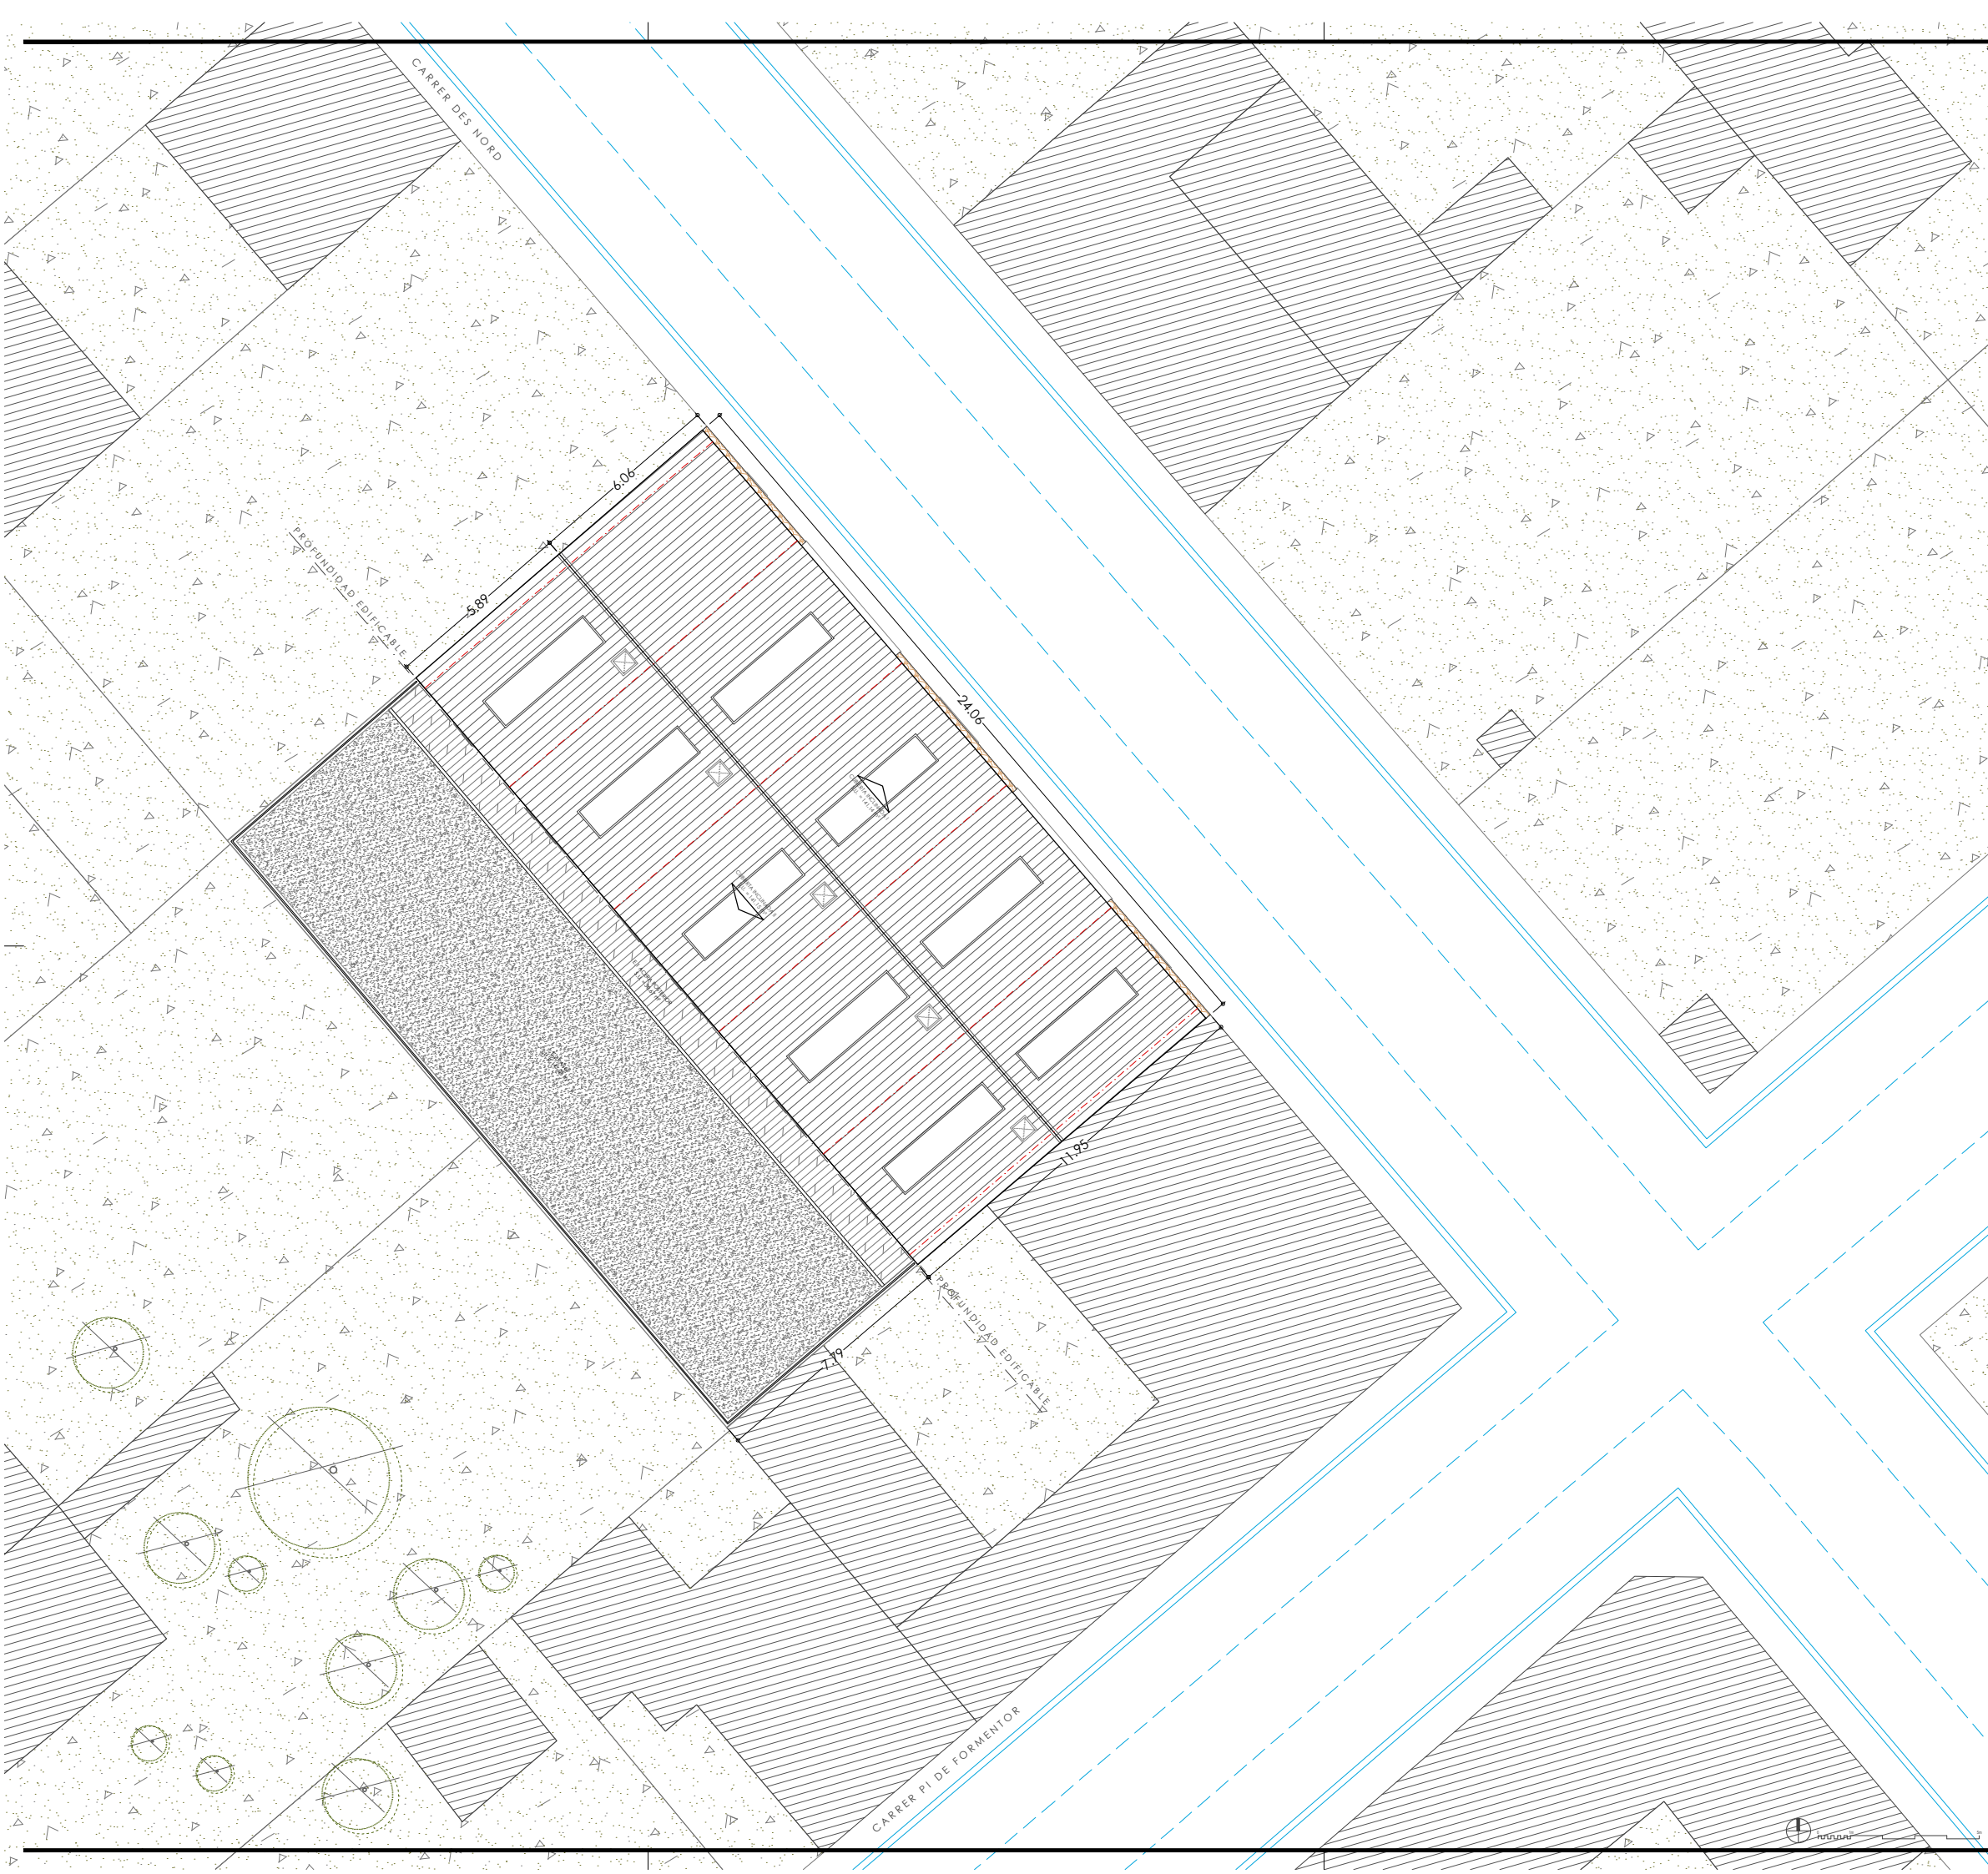 CARRER DES NORD
6.06
PROFUNDIDAD EDIFICABLE
5.89
24.06
11.95
PROFUNDIDAD EDIFICABLE
7.79
CARRER PI DE FORMENTOR